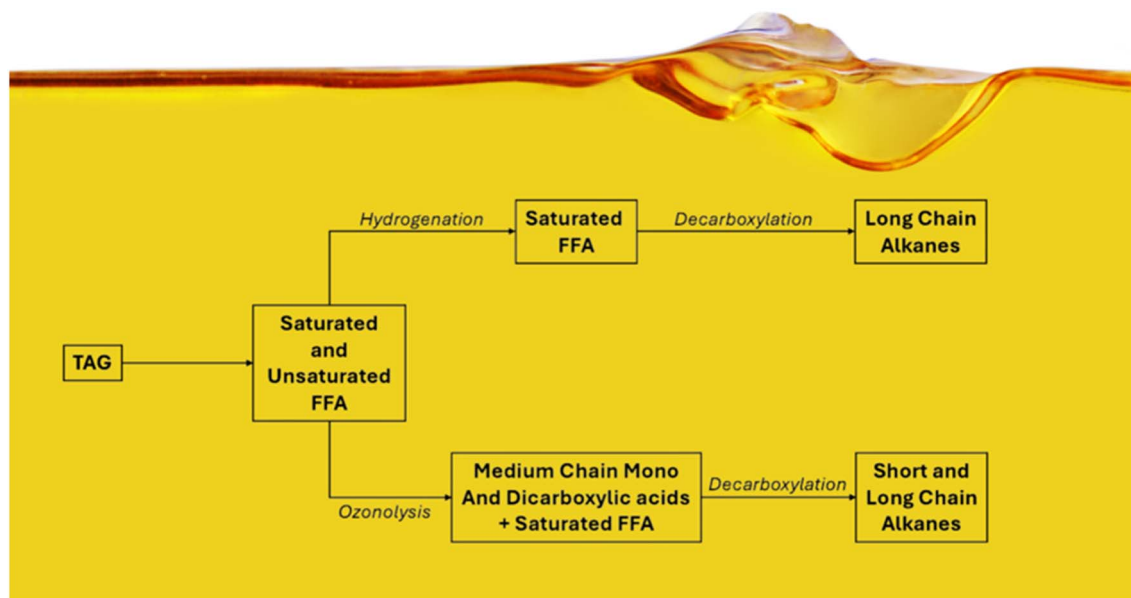 Hydrogenation
Saturated
FFA
Decarboxylation
Long Chain
Alkanes
TAG
Saturated
and
Unsaturated
FFA
Ozonolysis
Medium Chain Mono
And Dicarboxylic acids
+ Saturated FFA
Decarboxylation
Short and
Long Chain
Alkanes